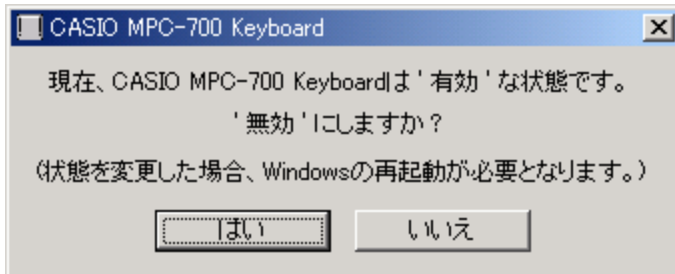 CASIO MPC-700 Keyboard
現在、CASIO MPC-700 Keyboardは'有効'な状態です。
'無効'にしますか？
(状態を変更した場合、Windowsの再起動が必要となります。)
はい いいえ